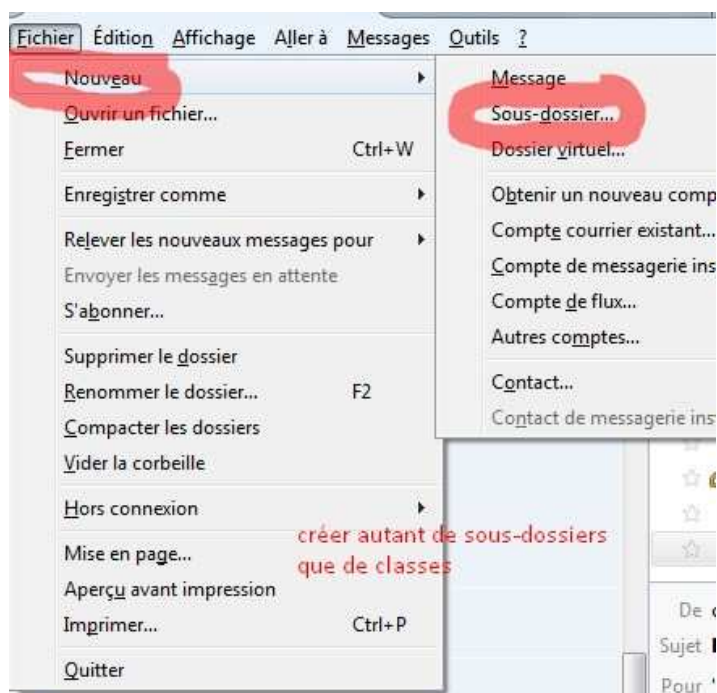 Fichier Édition Affichage Aller à Messages Outils ?
Nouveau
Ouvrir un fichier...
Fermer Ctrl+W
Enregistrer comme
Relever les nouveaux messages pour
Envoyer les messages en attente
S'abonner...
Supprimer le dossier
Renommer le dossier... F2
Compacter les dossiers
Vider la corbeille
Hors connexion
Mise en page...
Aperçu avant impression
Imprimer... Ctrl+P
Quitter
Message
Sous-dossier...
Dossier virtuel...
Obtenir un nouveau comp
Compte courrier existant...
Compte de messagerie ins
Compte de flux...
Autres comptes...
Contact...
Contact de messagerie inst
créer autant de sous-dossiers
que de classes
De
Sujet
Pour